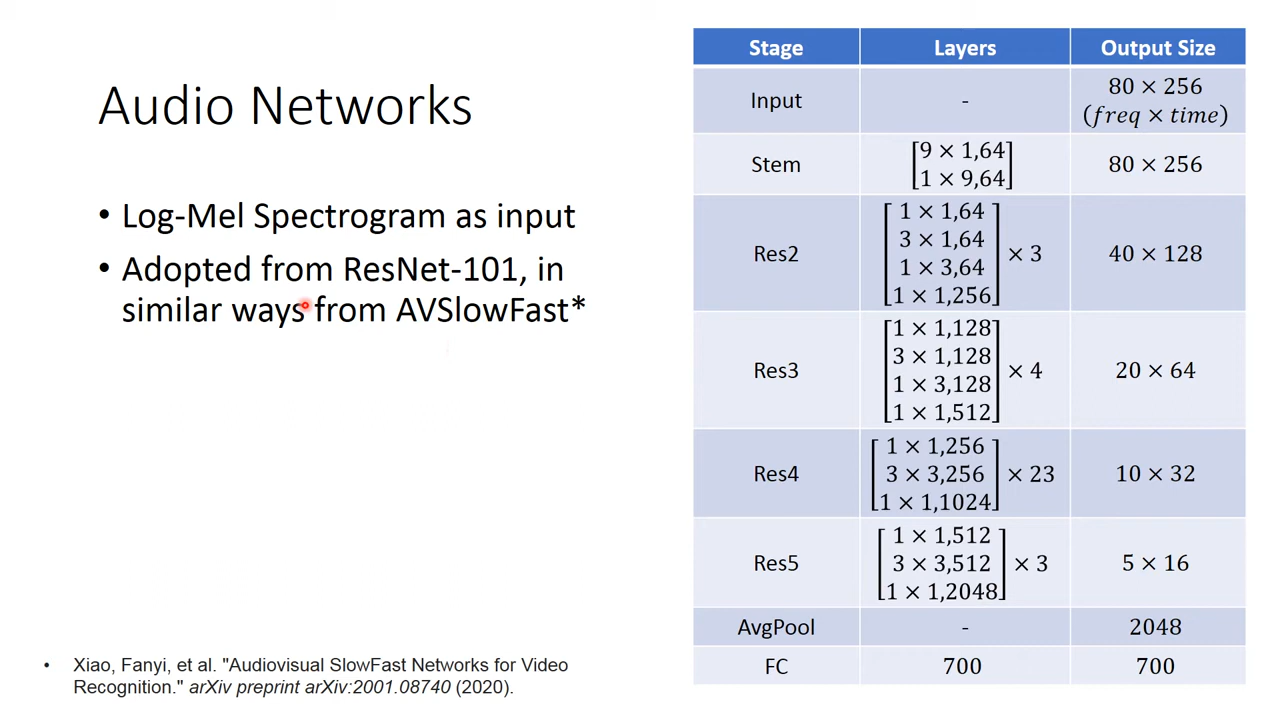 Audio Networks
• Log-Mel Spectrogram as input
• Adopted from ResNet-101, in
similar ways from AVSlowFast*
• Xiao, Fanyi, et al. "Audiovisual SlowFast Networks for Video
Recognition." arXiv preprint arXiv:2001.08740 (2020).
Stage Layers Output Size
Input - 80 × 256
(freq × time)
Stem [9 × 1,64] 80 × 256
[1 × 9,64]
Res2 [1 × 1,64] × 3 40 × 128
[3 × 1,64]
[1 × 3,64]
[1 × 1,256]
Res3 [1 × 1,128] × 4 20 × 64
[3 × 1,128]
[1 × 3,128]
[1 × 1,512]
Res4 [1 × 1,256] × 23 10 × 32
[3 × 3,256]
[1 × 1,1024]
Res5 [1 × 1,512] × 3 5 × 16
[3 × 3,512]
[1 × 1,2048]
AvgPool - 2048
FC 700 700